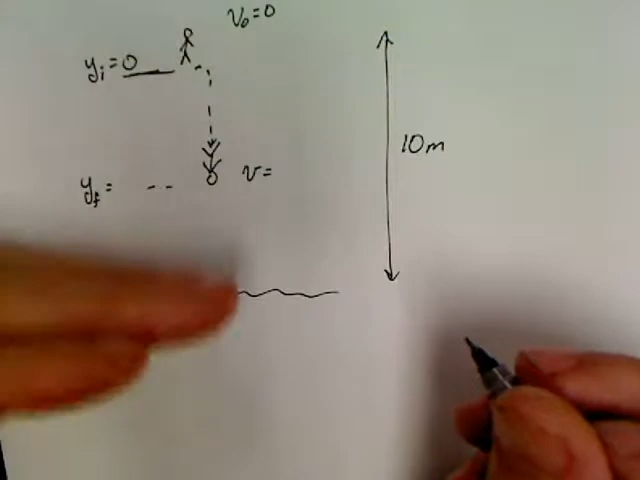 v₀=0
yᵢ=0
10m
v=
y_f=